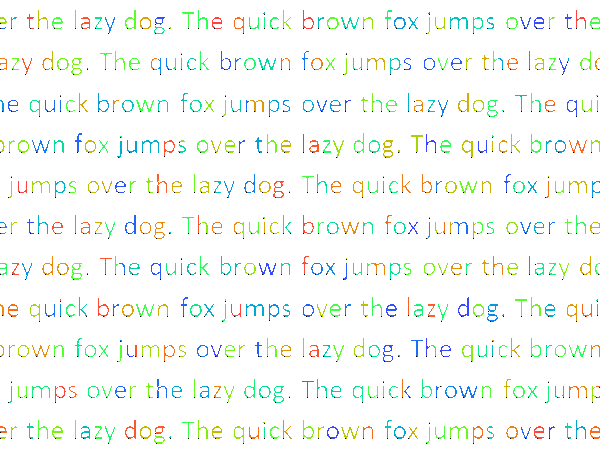 er the lazy dog. The quick brown fox jumps over the
azy dog. The quick brown fox jumps over the lazy do
he quick brown fox jumps over the lazy dog. The qui
brown fox jumps over the lazy dog. The quick brown
jumps over the lazy dog. The quick brown fox jump
er the lazy dog. The quick brown fox jumps over the
azy dog. The quick brown fox jumps over the lazy do
he quick brown fox jumps over the lazy dog. The qui
brown fox jumps over the lazy dog. The quick brown
jumps over the lazy dog. The quick brown fox jump
er the lazy dog. The quick brown fox jumps over the